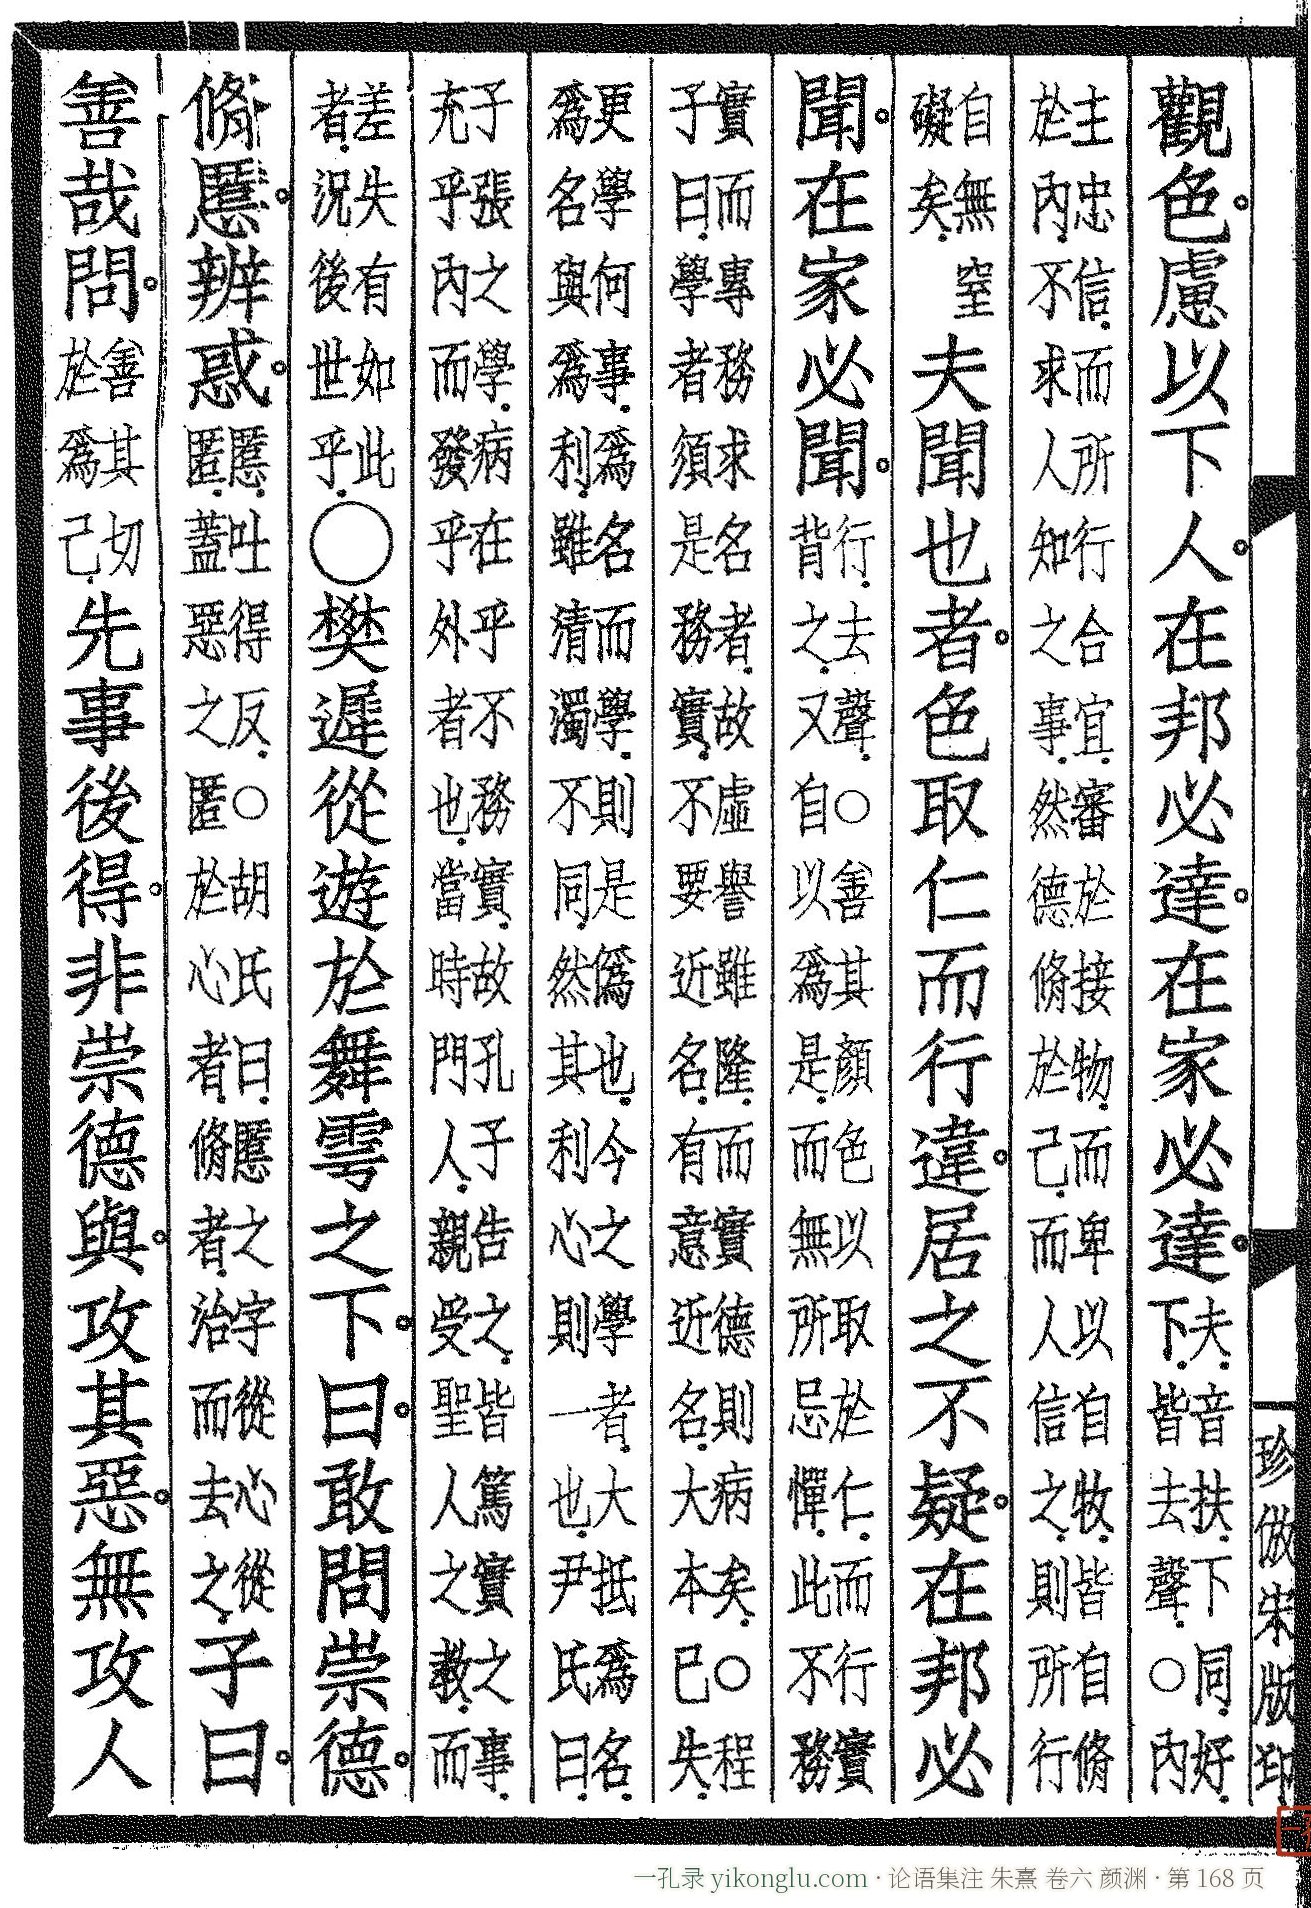 珍倣宋版印
觀色。慮以下人。在邦必達。在家必達。夫.音扶.下同.好.下.皆去聲.○內
主忠信.而所行合宜.審於接物.而卑以自牧.皆自脩於內.不求人知之事.然德脩於己.而人信之.則所行
自無窒礙矣.夫聞也者。色取仁而行違。居之不疑。在邦必
聞。在家必聞。行.去聲.○善其顏色以取於仁.而行實背之.又自以爲是.而無所忌憚.此不務
實而專務求名者.故虛譽雖隆.而實德則病矣.○程子曰.學者須是務實.不要近名.有意近名.大本已失.
更學何事.爲名而學.則是僞也.今之學者.大抵爲名.爲名與爲利.雖清濁不同.然其利心則一也.尹氏曰.
子張之學.病在乎不務實.故孔子告之.皆篤實之事.充乎內而發乎外者也.當時門人.親受聖人之教.而
差失有如此者.況後世乎.○樊遲從遊於舞雩之下。曰。敢問崇德。
脩慝。辨惑。慝.吐得反.○胡氏曰.慝之字從心從匿.蓋惡之匿於心者.脩者.治而去之.子曰。
善哉問。善其切於爲己.先事後得。非崇德與。攻其惡。無攻人
一孔录 yikonglu.com · 论语集注 朱熹 卷六 颜渊 · 第 168 页